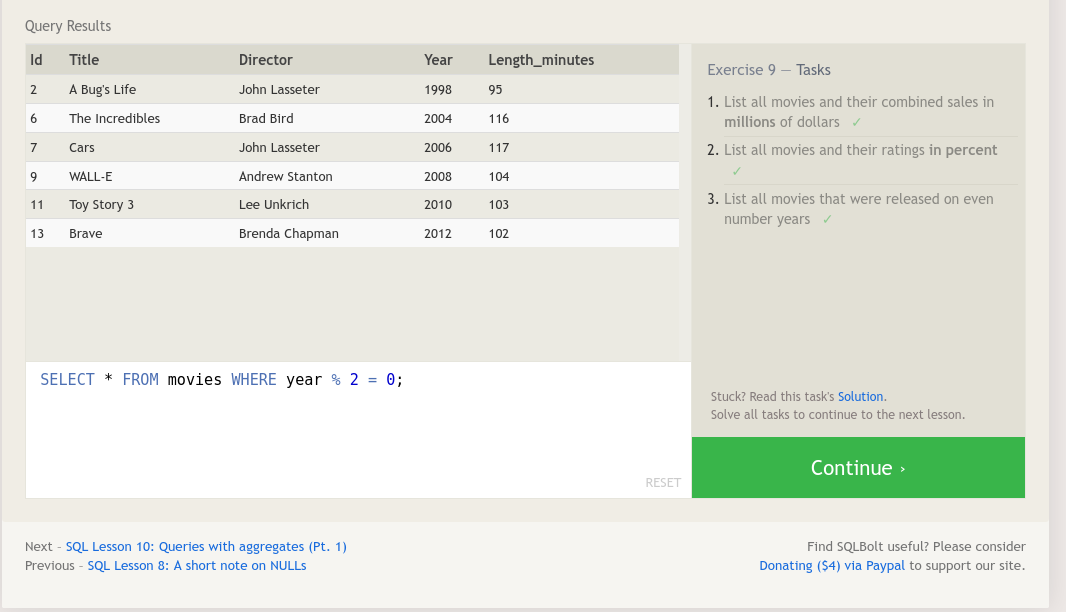 Query Results
Id Title Director Year Length_minutes
2 A Bug's Life John Lasseter 1998 95
6 The Incredibles Brad Bird 2004 116
7 Cars John Lasseter 2006 117
9 WALL-E Andrew Stanton 2008 104
11 Toy Story 3 Lee Unkrich 2010 103
13 Brave Brenda Chapman 2012 102
SELECT * FROM movies WHERE year % 2 = 0;
RESET
Exercise 9 — Tasks
1. List all movies and their combined sales in
millions of dollars ✓
2. List all movies and their ratings in percent
✓
3. List all movies that were released on even
number years ✓
Stuck? Read this task's Solution.
Solve all tasks to continue to the next lesson.
Continue ›
Next - SQL Lesson 10: Queries with aggregates (Pt. 1)
Previous - SQL Lesson 8: A short note on NULLs
Find SQLBolt useful? Please consider
Donating ($4) via Paypal to support our site.